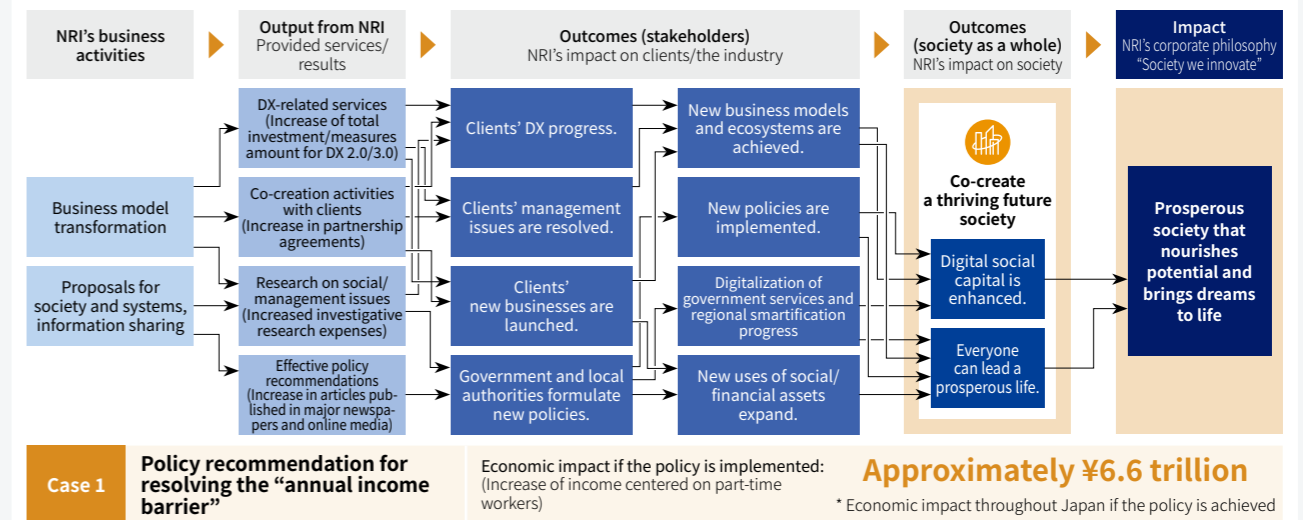 NRI's business
activities
Output from NRI
Provided services/
results
Outcomes (stakeholders)
NRI's impact on clients/the industry
Outcomes
(society as a whole)
NRI's impact on society
Impact
NRI's corporate philosophy
“Society we innovate”
Business model
transformation
Proposals for
society and systems,
information sharing
DX-related services
(Increase of total
investment/measures
amount for DX 2.0/3.0)
Co-creation activities
with clients
(Increase in partnership
agreements)
Research on social/
management issues
(Increased investigative
research expenses)
Effective policy
recommendations
(Increase in articles pub-
lished in major newspa-
pers and online media)
Clients' DX progress.
Clients' management
issues are resolved.
Clients'
new businesses are
launched.
Government and local
authorities formulate
new policies.
New business models
and ecosystems are
achieved.
New policies are
implemented.
Digitalization of
government services and
regional smartification
progress
New uses of social/
financial assets
expand.
Co-create
a thriving future
society
Digital social
capital is
enhanced.
Everyone
can lead a
prosperous life.
Prosperous
society that
nourishes
potential and
brings dreams
to life
Case 1
Policy recommendation for
resolving the “annual income
barrier”
Economic impact if the policy is implemented:
(Increase of income centered on part-time
workers)
Approximately ¥6.6 trillion
* Economic impact throughout Japan if the policy is achieved